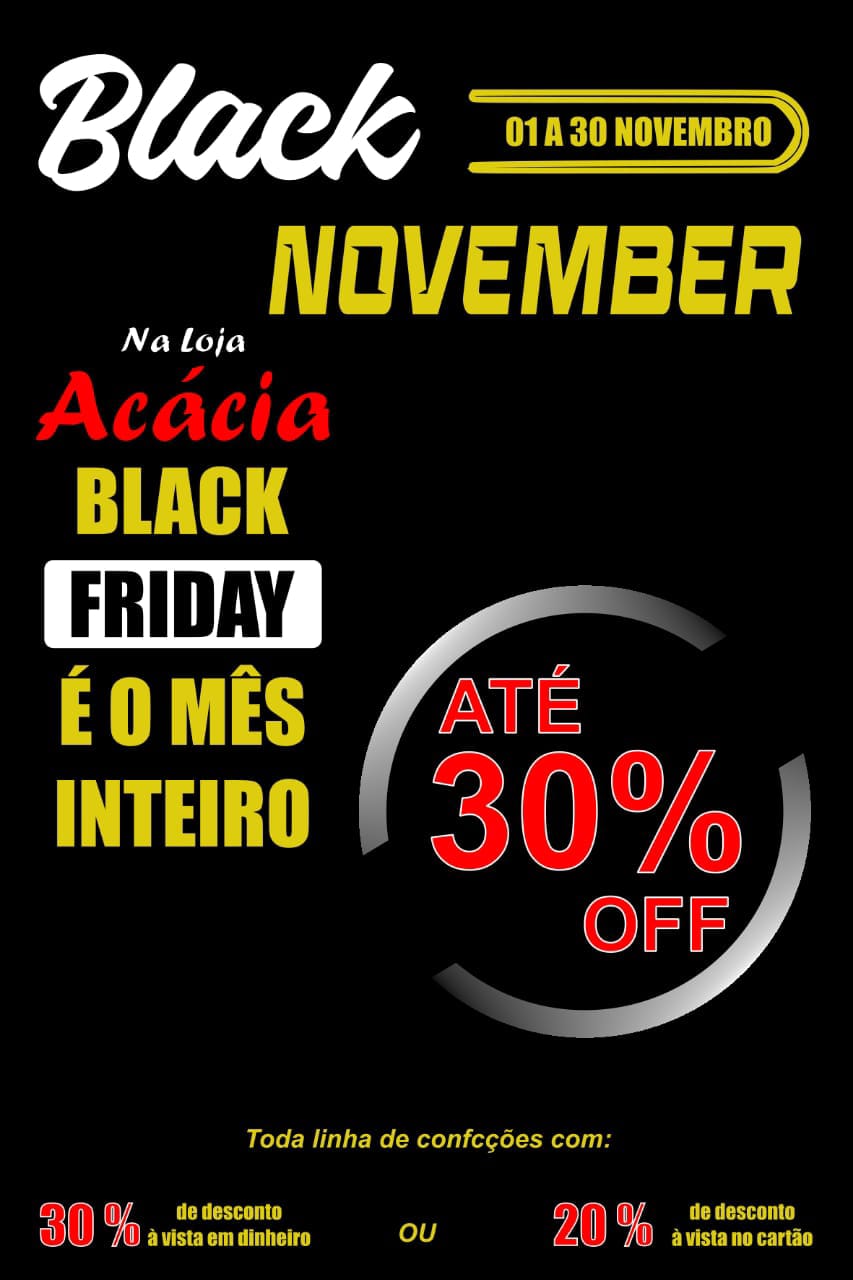 Black
01 A 30 NOVEMBRO
NOVEMBER
Na Loja
Acácia
BLACK
FRIDAY
É O MÊS
INTEIRO
ATÉ
30%
OFF
Toda linha de confcções com:
30 % de desconto
à vista em dinheiro
OU
20 % de desconto
à vista no cartão